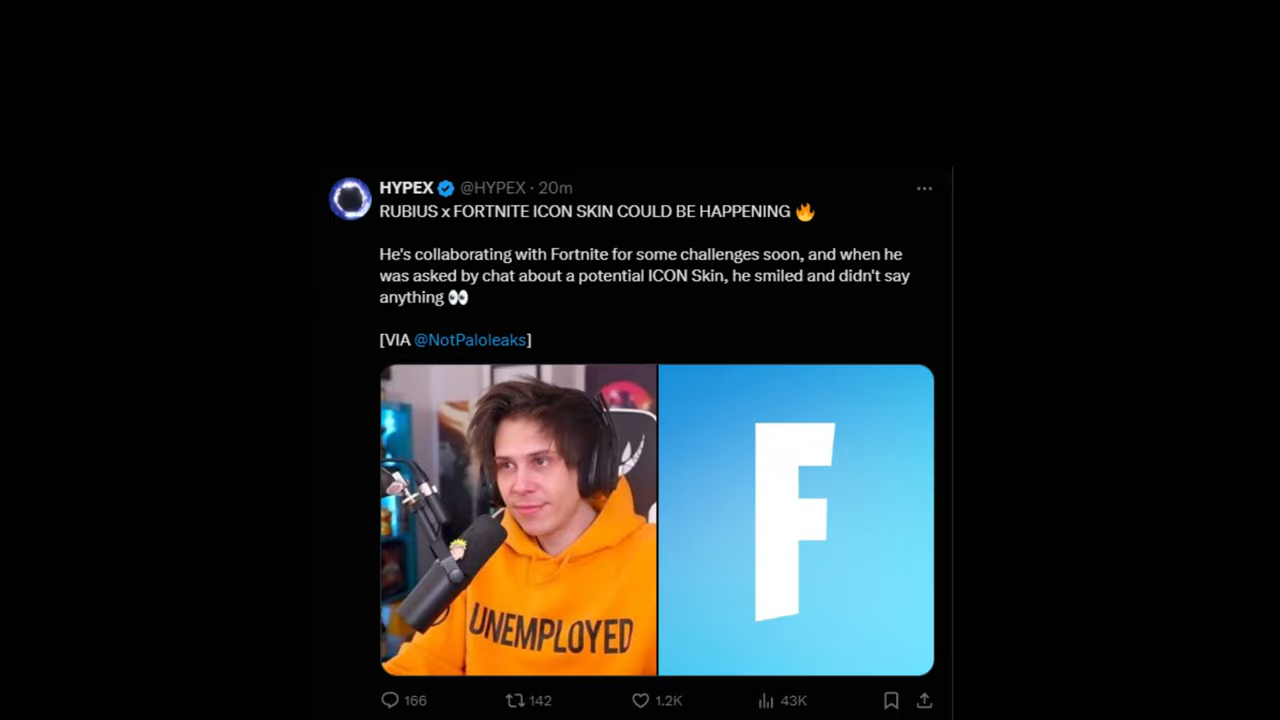 HYPEX @HYPEX · 20m
RUBIUS x FORTNITE ICON SKIN COULD BE HAPPENING 🔥
He's collaborating with Fortnite for some challenges soon, and when he
was asked by chat about a potential ICON Skin, he smiled and didn't say
anything 👀
[VIA @NotPaloleaks]
UNEMPLOYED
F
166 142 1.2K 43K